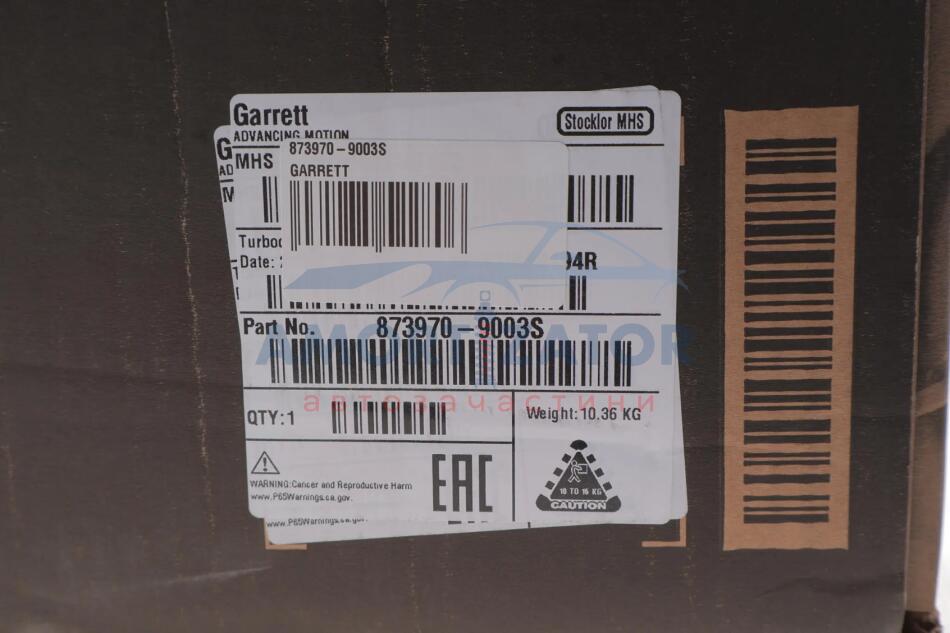 Garrett
ADVANCING MOTION
Stocklor MHS
873970-9003S
GARRETT
MHS
Date:
94R
Part No. 873970-9003S
AMORTIZATOR
автозапчастини
QTY:1
Weight: 10.36 KG
WARNING: Cancer and Reproductive Harm
www.P65Warnings.ca.gov.
EAC
10 TO 15 KG
CAUTION
www.P65Warnings.ca.gov.